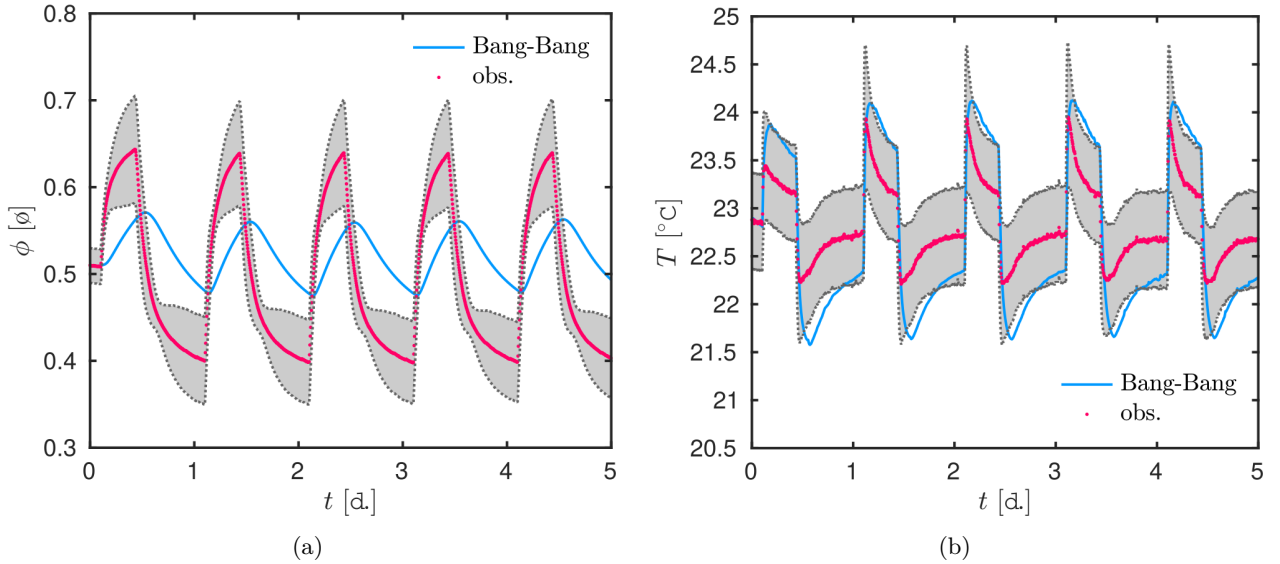 0.8
0.7
0.6
0.5
0.4
0.3
ϕ [ø]
Bang-Bang
obs.
0 1 2 3 4 5
t [d.]
(a)
25
24.5
24
23.5
23
22.5
22
21.5
21
20.5
T [°C]
Bang-Bang
obs.
0 1 2 3 4 5
t [d.]
(b)